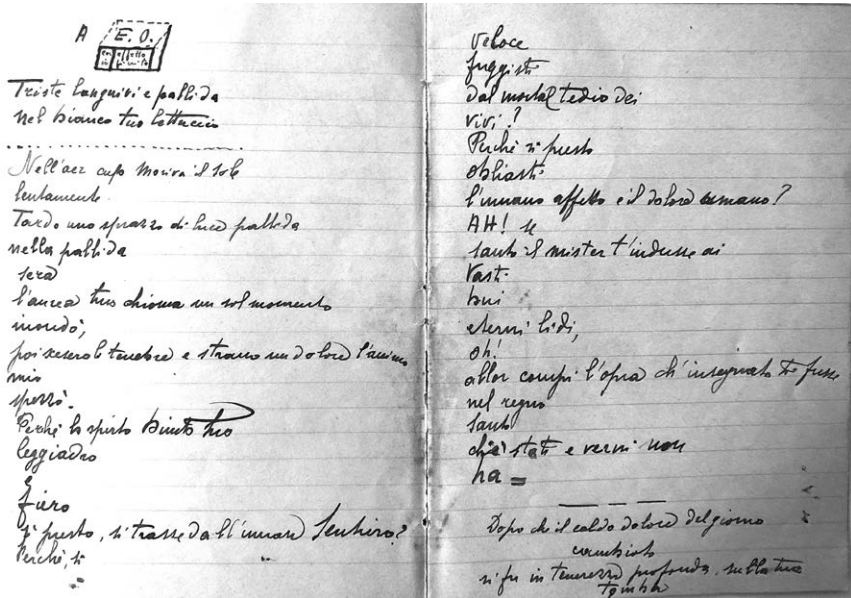 A E. O.
Triste languivi e pallida
nel bianco tuo lettuccio
Nell'aer cupo moriva il sole
lentamente
Tardo uno sprazzo di luce pallida
nella pallida
sera
l'aurea tua chioma un sol momento
inondò,
poi scesero le tenebre e strano un dolore l'animo
mio
spezzò.
Perchè lo spirto tuo
leggiadro
E
fiero
sì presto, si trasse dall'umano sentiero?
Perchè, sì
veloce
fuggisti
dal mortal tedio dei
vivi?
Perchè sì presto
obliasti
l'umano affetto e il dolore umano?
AH! se
tanto il mister t'indusse ai
vasti
bui
eterni lidi,
oh!
allor compi l'opra ch'insegnato ti fusse
nel regno
santo
che stati e vermi non
ha =
Dopo che il caldo dolore del giorno
cambiato
si fu in tenerezza profonda, sulla tua
tomba